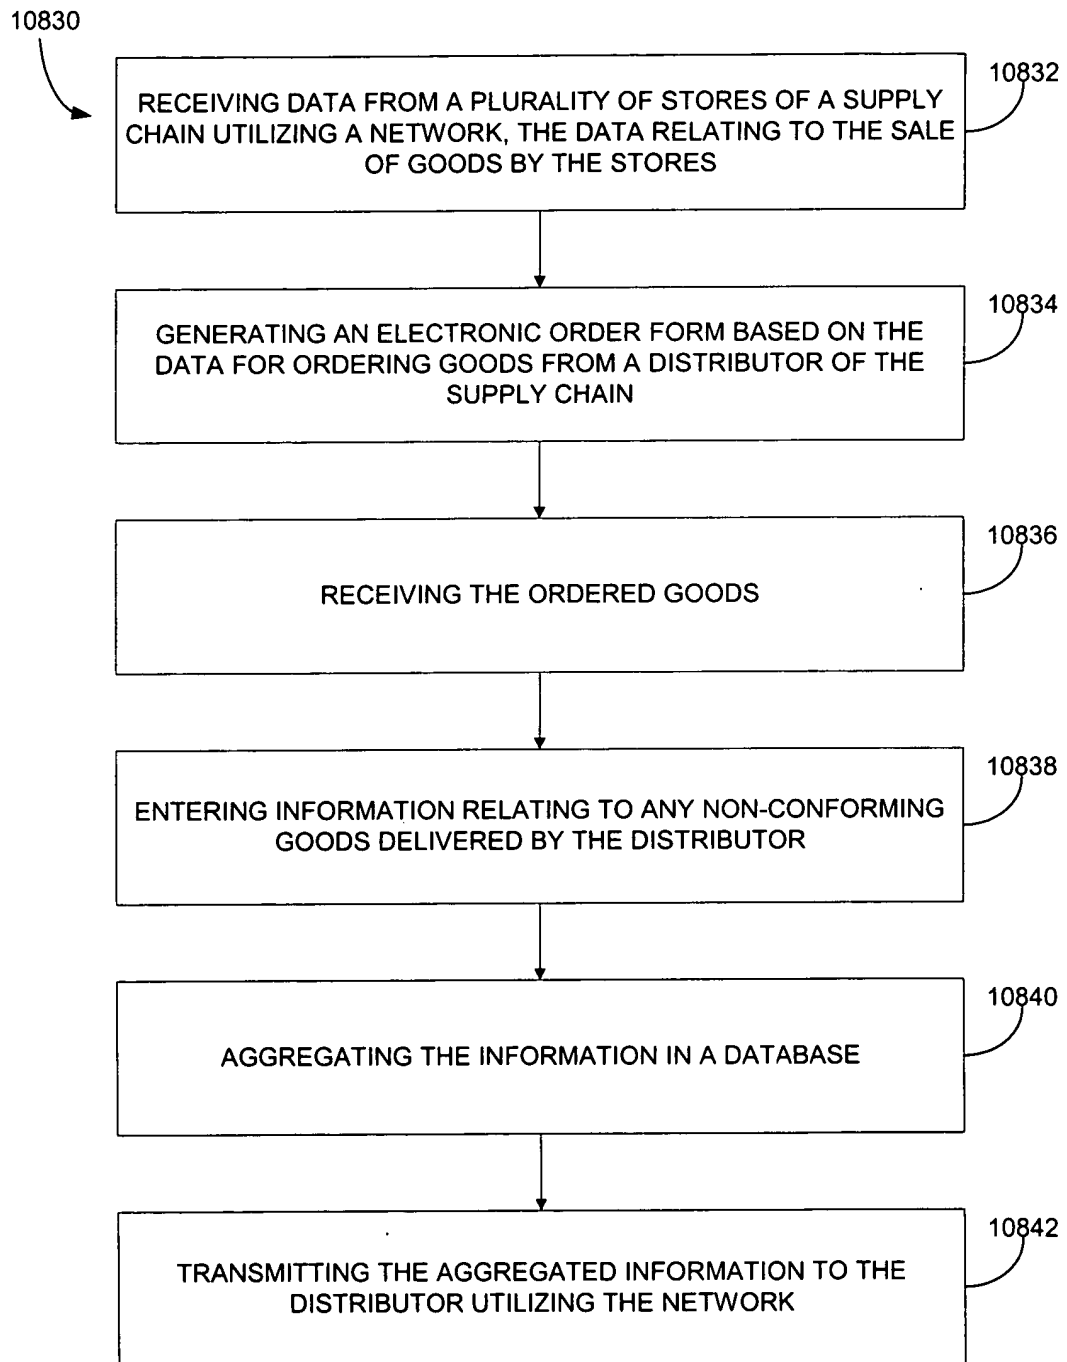 10830
10832
RECEIVING DATA FROM A PLURALITY OF STORES OF A SUPPLY
CHAIN UTILIZING A NETWORK, THE DATA RELATING TO THE SALE
OF GOODS BY THE STORES
10834
GENERATING AN ELECTRONIC ORDER FORM BASED ON THE
DATA FOR ORDERING GOODS FROM A DISTRIBUTOR OF THE
SUPPLY CHAIN
10836
RECEIVING THE ORDERED GOODS
10838
ENTERING INFORMATION RELATING TO ANY NON-CONFORMING
GOODS DELIVERED BY THE DISTRIBUTOR
10840
AGGREGATING THE INFORMATION IN A DATABASE
10842
TRANSMITTING THE AGGREGATED INFORMATION TO THE
DISTRIBUTOR UTILIZING THE NETWORK